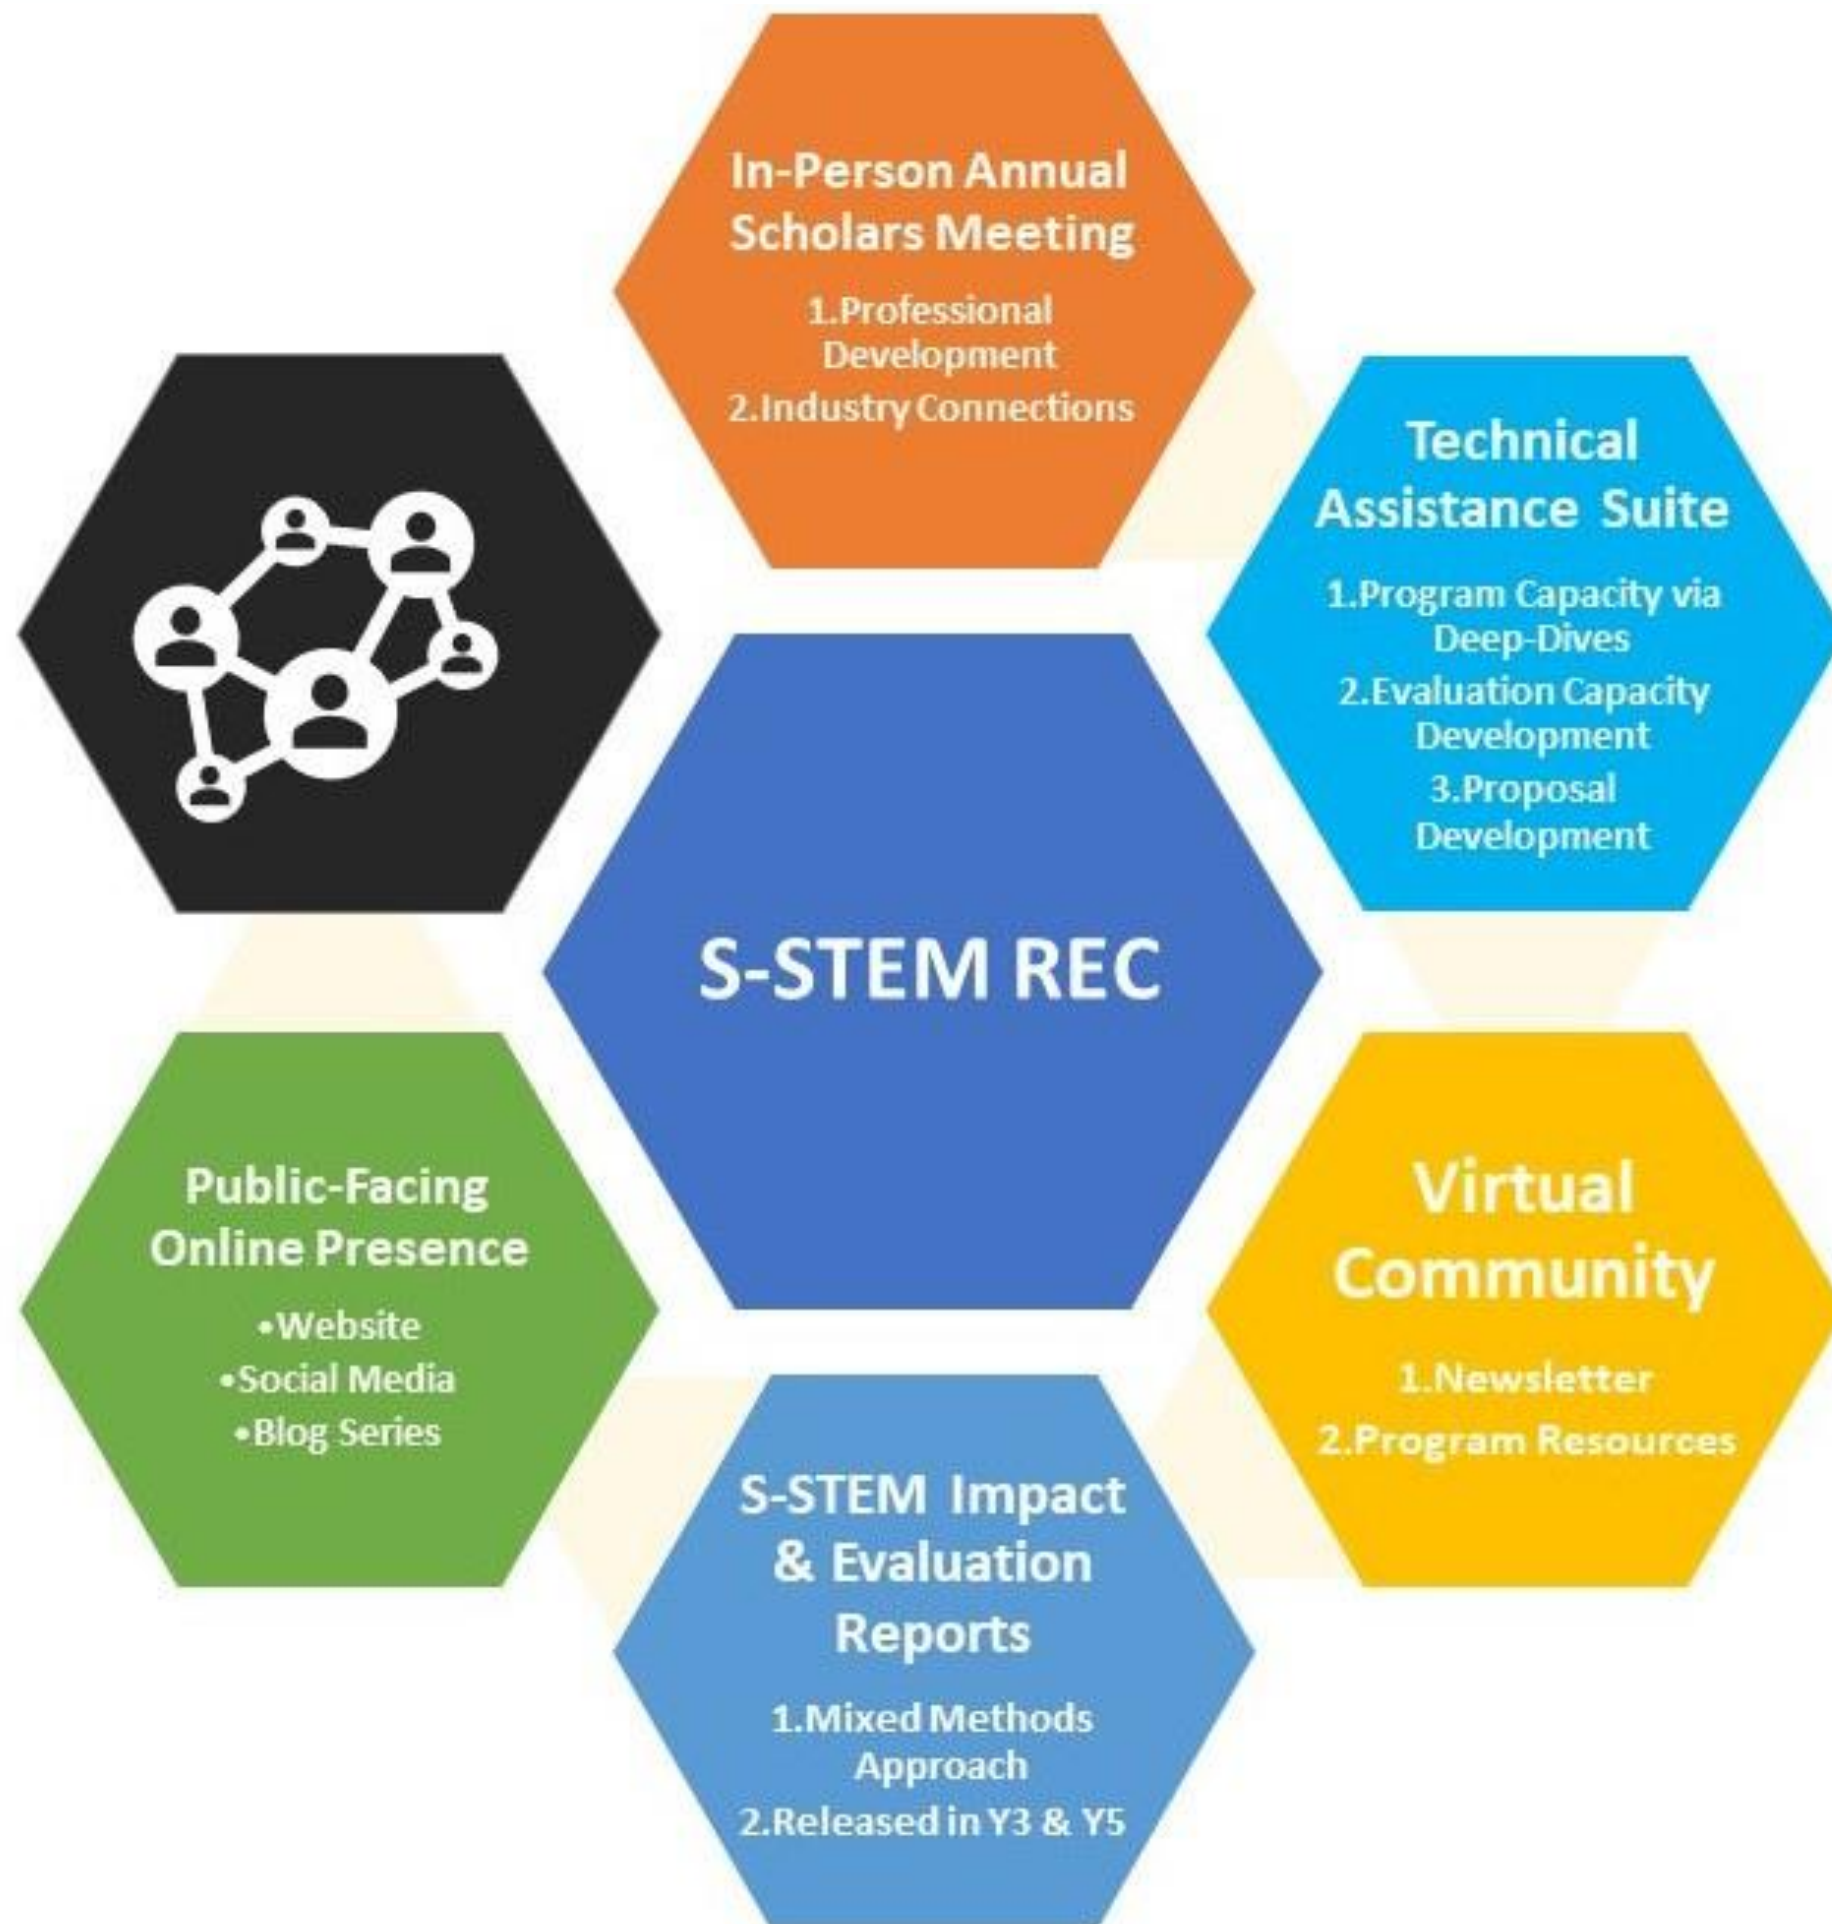 In-Person Annual
Scholars Meeting
1.Professional
Development
2.Industry Connections
Technical
Assistance Suite
1.Program Capacity via
Deep-Dives
2.Evaluation Capacity
Development
3.Proposal
Development
S-STEM REC
Virtual
Community
1.Newsletter
2.Program Resources
Public-Facing
Online Presence
•Website
•Social Media
•Blog Series
S-STEM Impact
& Evaluation
Reports
1.Mixed Methods
Approach
2.Released in Y3 & Y5